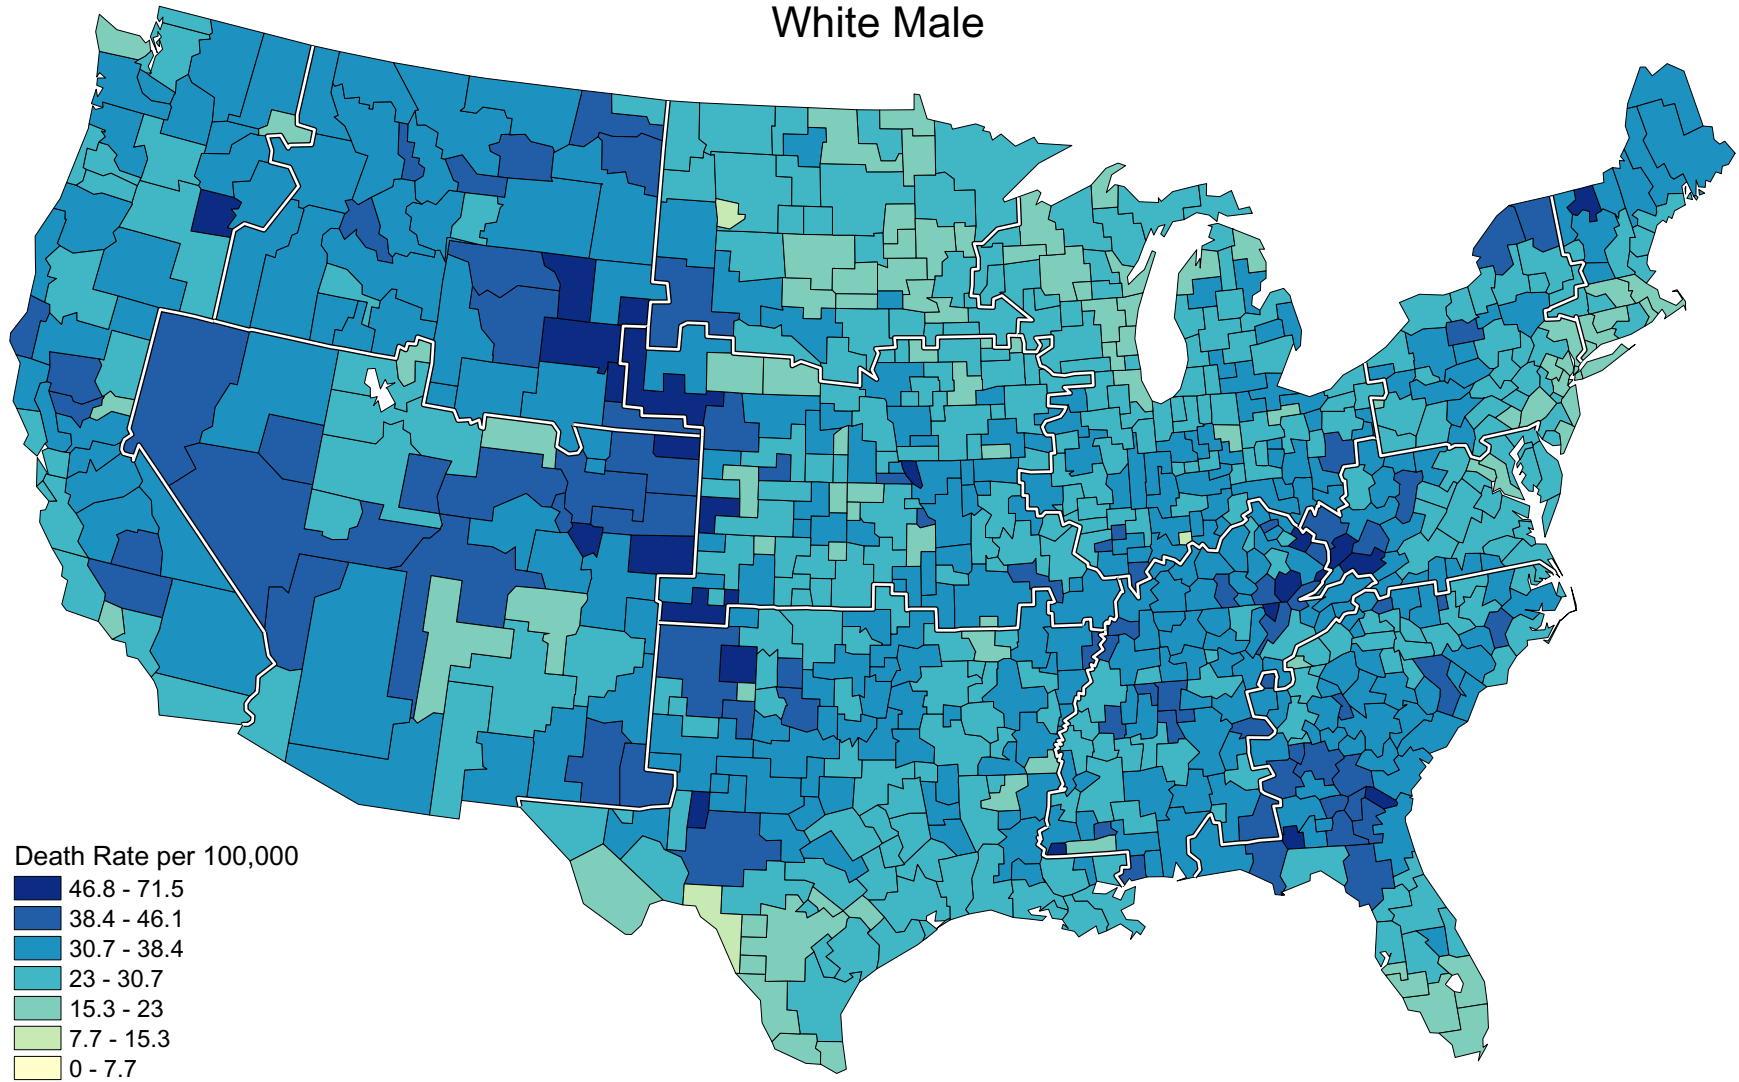 White Male
Death Rate per 100,000
46.8 - 71.5
38.4 - 46.1
30.7 - 38.4
23 - 30.7
15.3 - 23
7.7 - 15.3
0 - 7.7